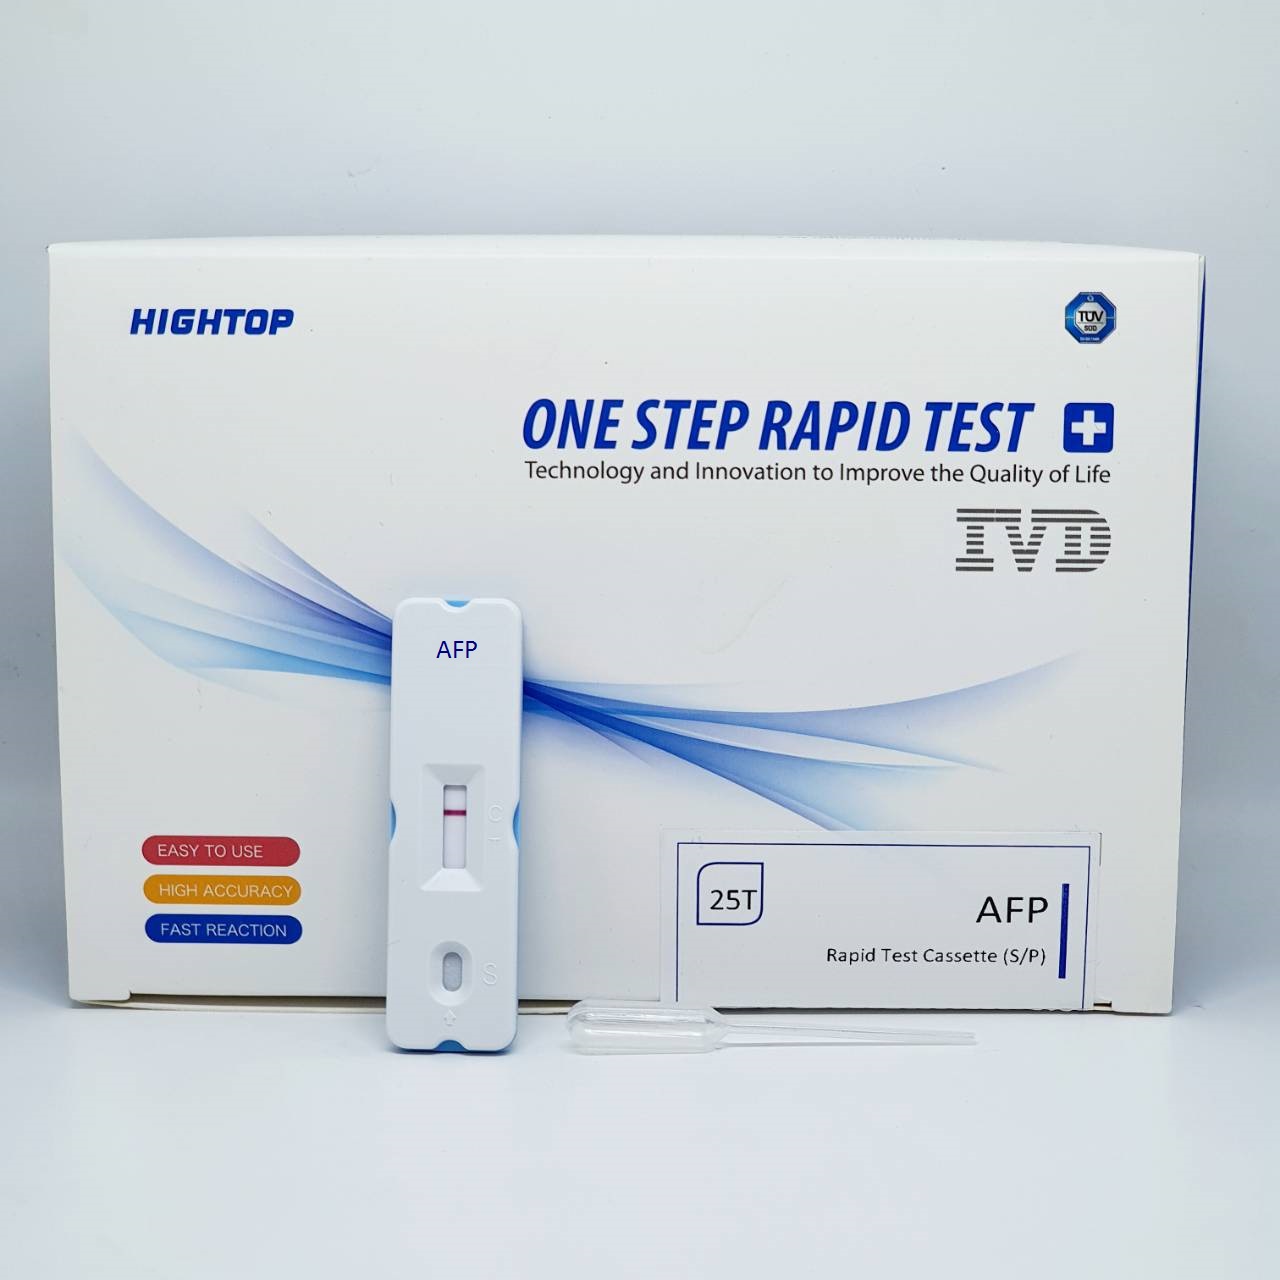 HIGHTOP
TÜV
SÜD
ONE STEP RAPID TEST
Technology and Innovation to Improve the Quality of Life
IVD
AFP
C
T
S
EASY TO USE
HIGH ACCURACY
FAST REACTION
25T
AFP
Rapid Test Cassette (S/P)